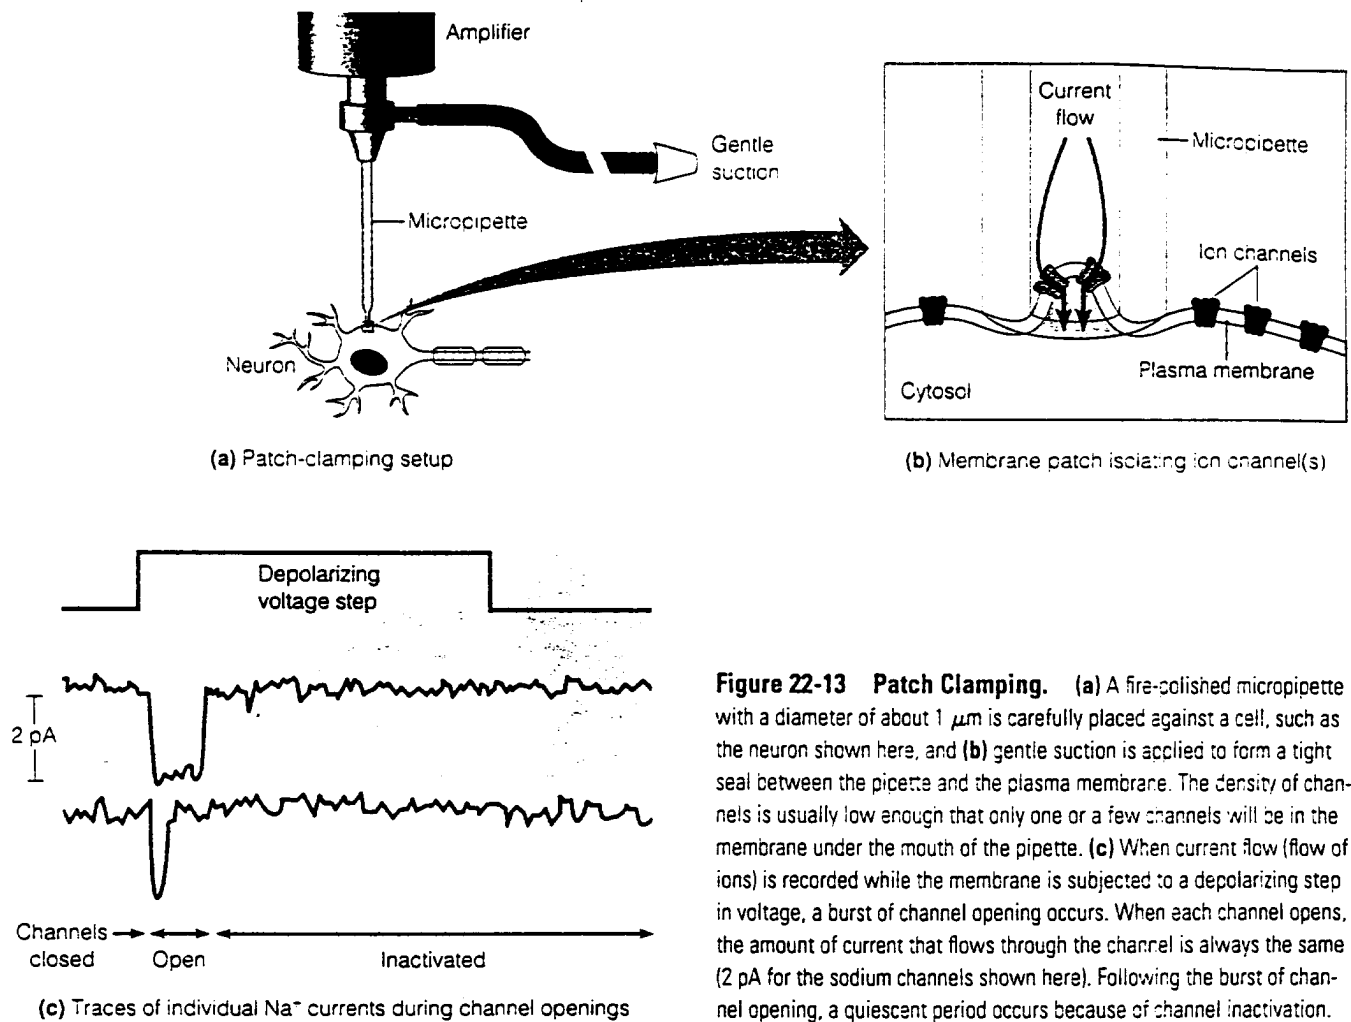 Amplifier
Gentle
suction
Micropipette
Neuron
(a) Patch-clamping setup
Current
flow
Micropipette
Ion channels
Plasma membrane
Cytosol
(b) Membrane patch isolating ion channel(s)
Depolarizing
voltage step
2 pA
Channels
closed
Open
Inactivated
(c) Traces of individual Na⁺ currents during channel openings
Figure 22-13 Patch Clamping. (a) A fire-polished micropipette
with a diameter of about 1 μm is carefully placed against a cell, such as
the neuron shown here, and (b) gentle suction is applied to form a tight
seal between the pipette and the plasma membrane. The density of chan-
nels is usually low enough that only one or a few channels will be in the
membrane under the mouth of the pipette. (c) When current flow (flow of
ions) is recorded while the membrane is subjected to a depolarizing step
in voltage, a burst of channel opening occurs. When each channel opens,
the amount of current that flows through the channel is always the same
(2 pA for the sodium channels shown here). Following the burst of chan-
nel opening, a quiescent period occurs because of channel inactivation.